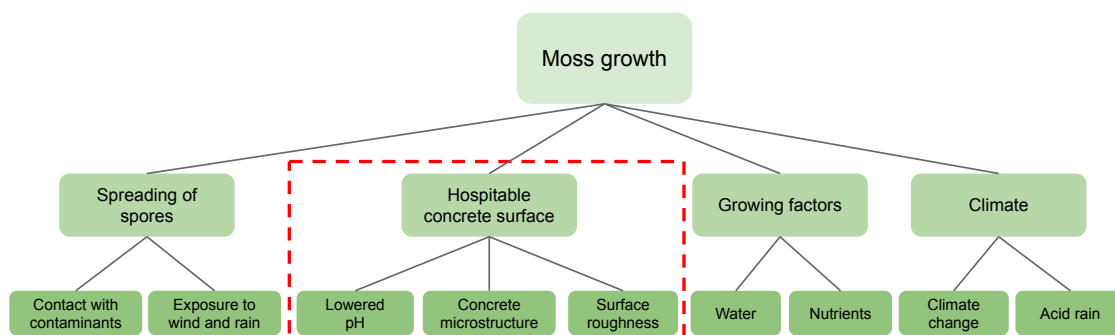 Moss growth
Spreading of
spores
Hospitable
concrete surface
Growing factors
Climate
Contact with
contaminants
Exposure to
wind and rain
Lowered
pH
Concrete
microstructure
Surface
roughness
Water
Nutrients
Climate
change
Acid rain